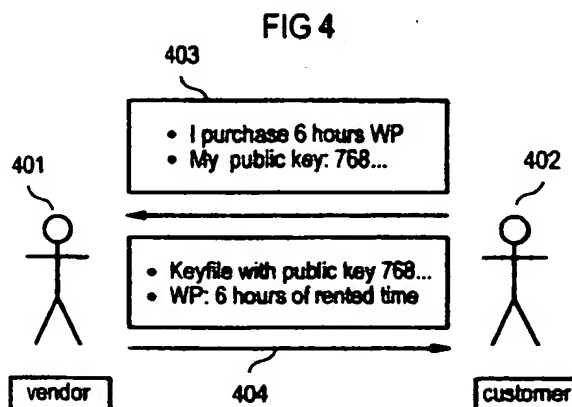 FIG 4
403
• I purchase 6 hours WP
• My public key: 768...
401
402
• Keyfile with public key 768...
• WP: 6 hours of rented time
vendor
404
customer